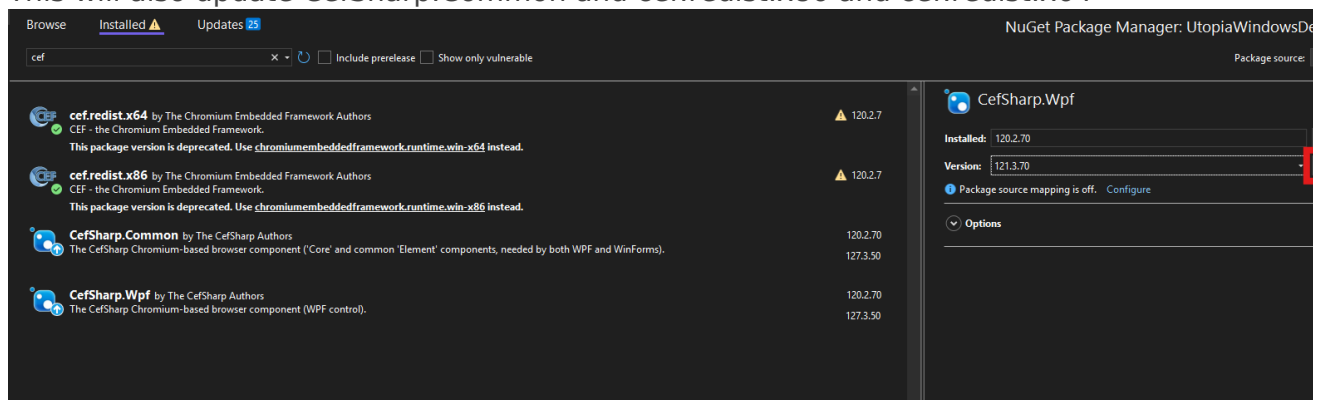 Browse Installed Updates 25
NuGet Package Manager: UtopiaWindowsDe
cef
Include prerelease Show only vulnerable
Package source:
cef.redist.x64 by The Chromium Embedded Framework Authors 120.2.7
CEF - the Chromium Embedded Framework.
This package version is deprecated. Use chromiumembeddedframework.runtime.win-x64 instead.
cef.redist.x86 by The Chromium Embedded Framework Authors 120.2.7
CEF - the Chromium Embedded Framework.
This package version is deprecated. Use chromiumembeddedframework.runtime.win-x86 instead.
CefSharp.Common by The CefSharp Authors 120.2.70
The CefSharp Chromium-based browser component ('Core' and common 'Element' components, needed by both WPF and WinForms).
127.3.50
CefSharp.Wpf by The CefSharp Authors 120.2.70
The CefSharp Chromium-based browser component (WPF control).
127.3.50
CefSharp.Wpf
Installed: 120.2.70
Version: 121.3.70
Package source mapping is off. Configure
Options